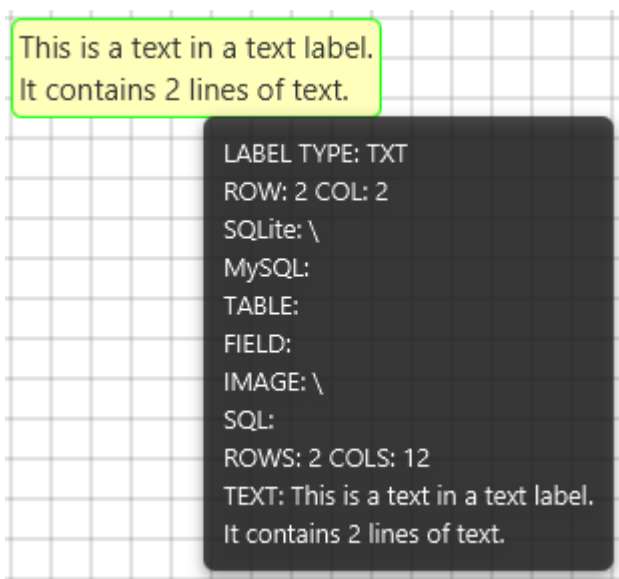 This is a text in a text label.
It contains 2 lines of text.
LABEL TYPE: TXT
ROW: 2 COL: 2
SQLite: \
MySQL:
TABLE:
FIELD:
IMAGE: \
SQL:
ROWS: 2 COLS: 12
TEXT: This is a text in a text label.
It contains 2 lines of text.